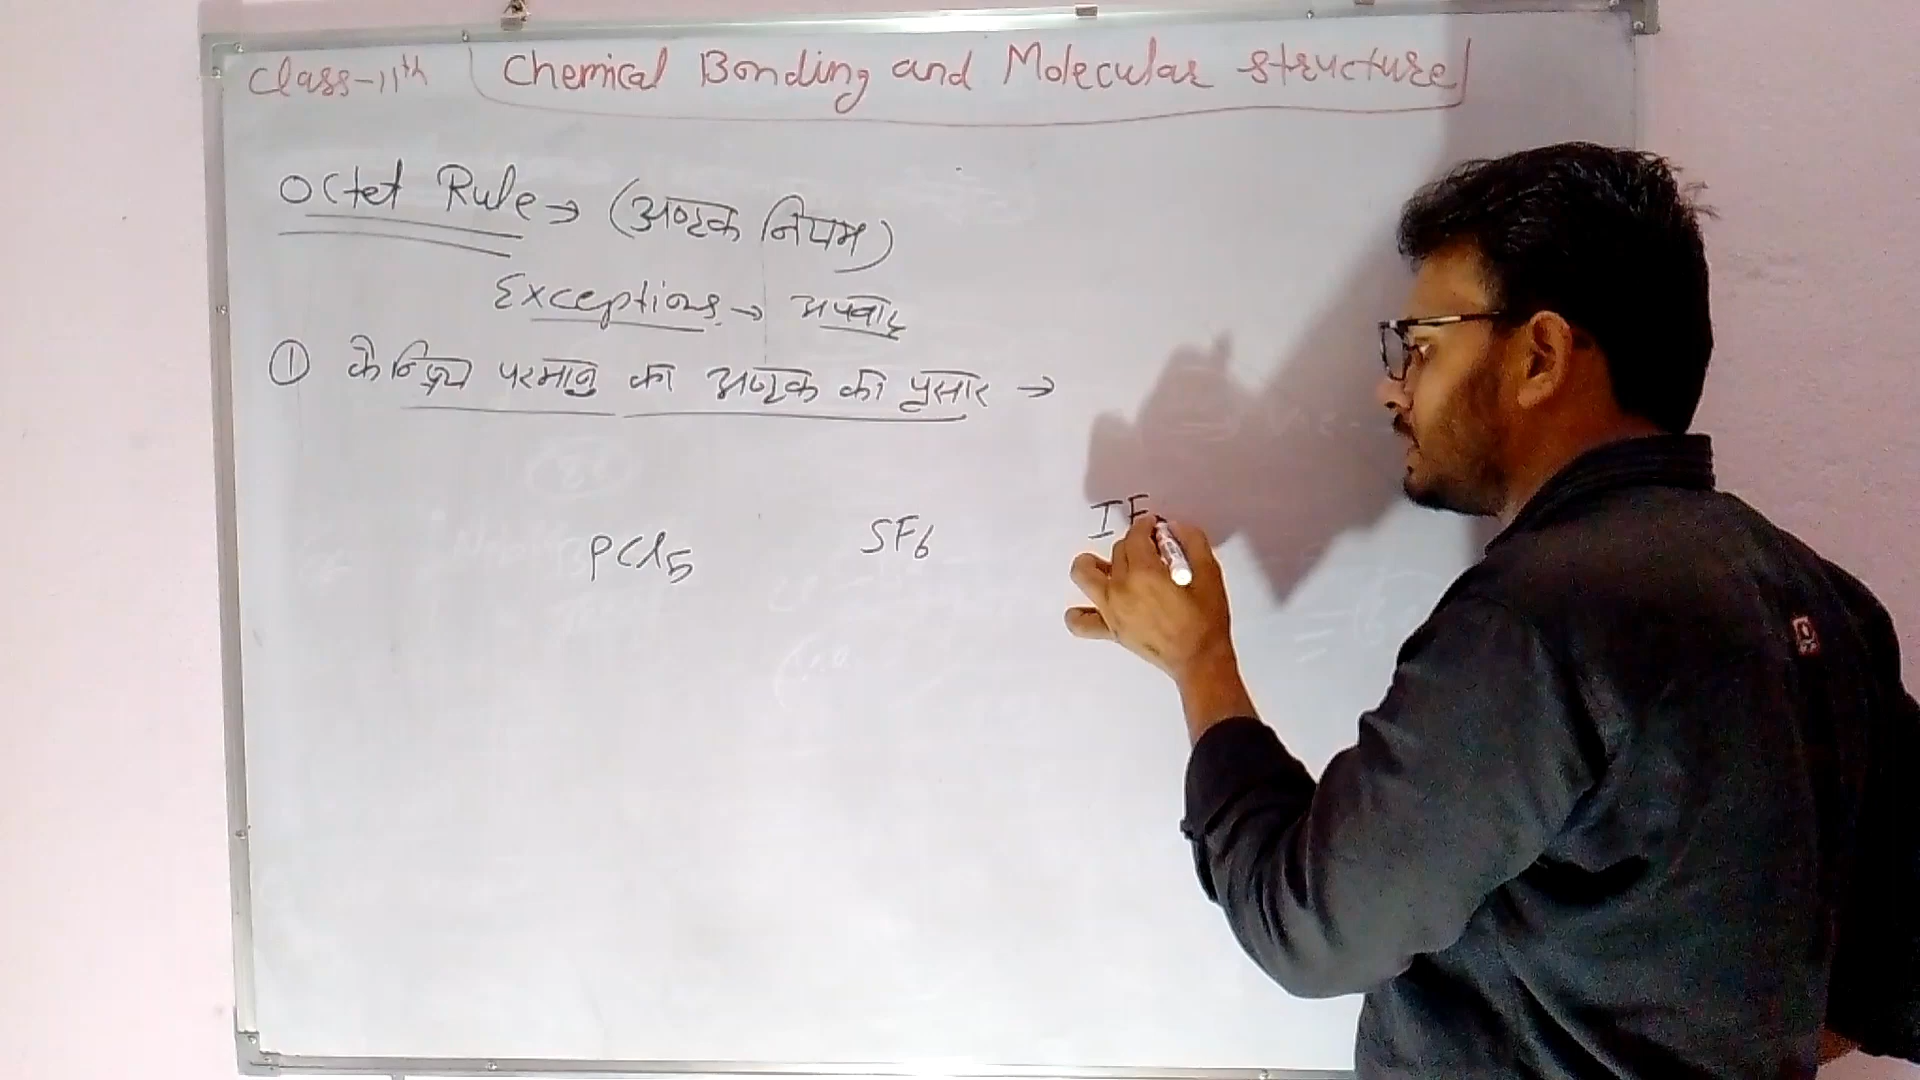 Class-11th Chemical Bonding and Molecular structure
Octet Rule → (अष्टक नियम)
Exceptions → अपवाद
① केन्द्रिय परमाणु का अष्टक का प्रसार →
PCl5 SF6 IF